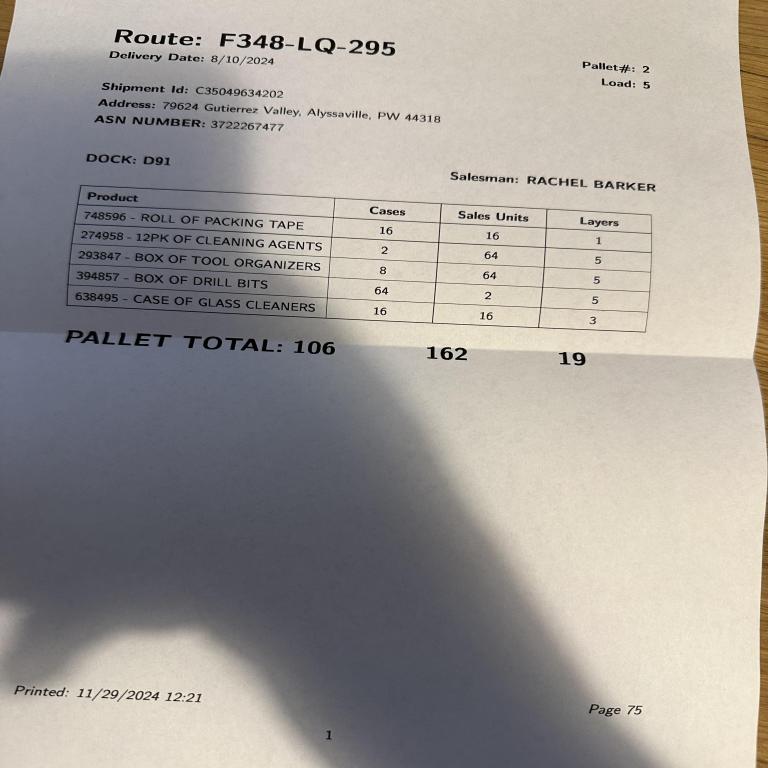 Route: F348-LQ-295
Delivery Date: 8/10/2024
Pallet#: 2
Load: 5
Shipment Id: C35049634202
Address: 79624 Gutierrez Valley, Alyssaville, PW 44318
ASN NUMBER: 3722267477
DOCK: D91
Salesman: RACHEL BARKER
Product Cases Sales Units Layers
748596 - ROLL OF PACKING TAPE 16 16 1
274958 - 12PK OF CLEANING AGENTS 2 64 5
293847 - BOX OF TOOL ORGANIZERS 8 64 5
394857 - BOX OF DRILL BITS 64 2 5
638495 - CASE OF GLASS CLEANERS 16 16 3
PALLET TOTAL: 106 162 19
Printed: 11/29/2024 12:21
Page 75
1